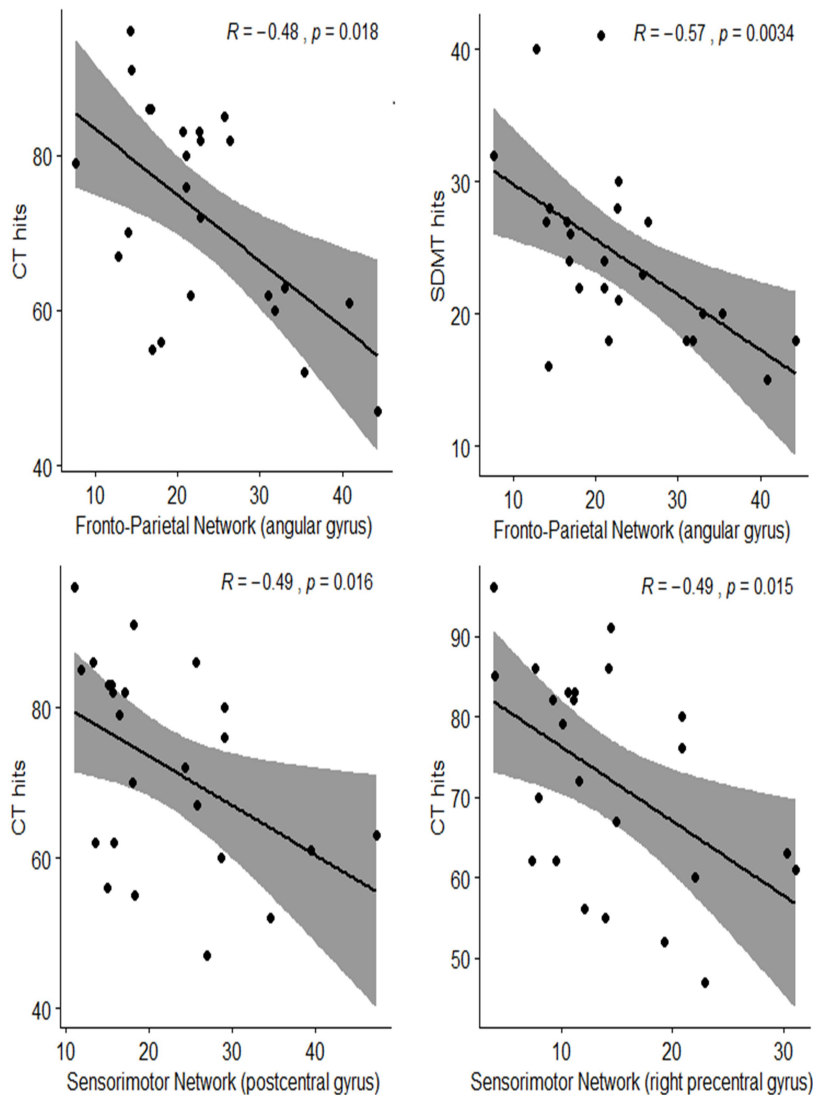 R = −0.48 , p = 0.018
80
60
40
CT hits
10 20 30 40
Fronto-Parietal Network (angular gyrus)
R = −0.57 , p = 0.0034
40
30
20
10
SDMT hits
10 20 30 40
Fronto-Parietal Network (angular gyrus)
R = −0.49 , p = 0.016
80
60
40
CT hits
10 20 30 40
Sensorimotor Network (postcentral gyrus)
R = −0.49 , p = 0.015
90
80
70
60
50
CT hits
10 20 30
Sensorimotor Network (right precentral gyrus)